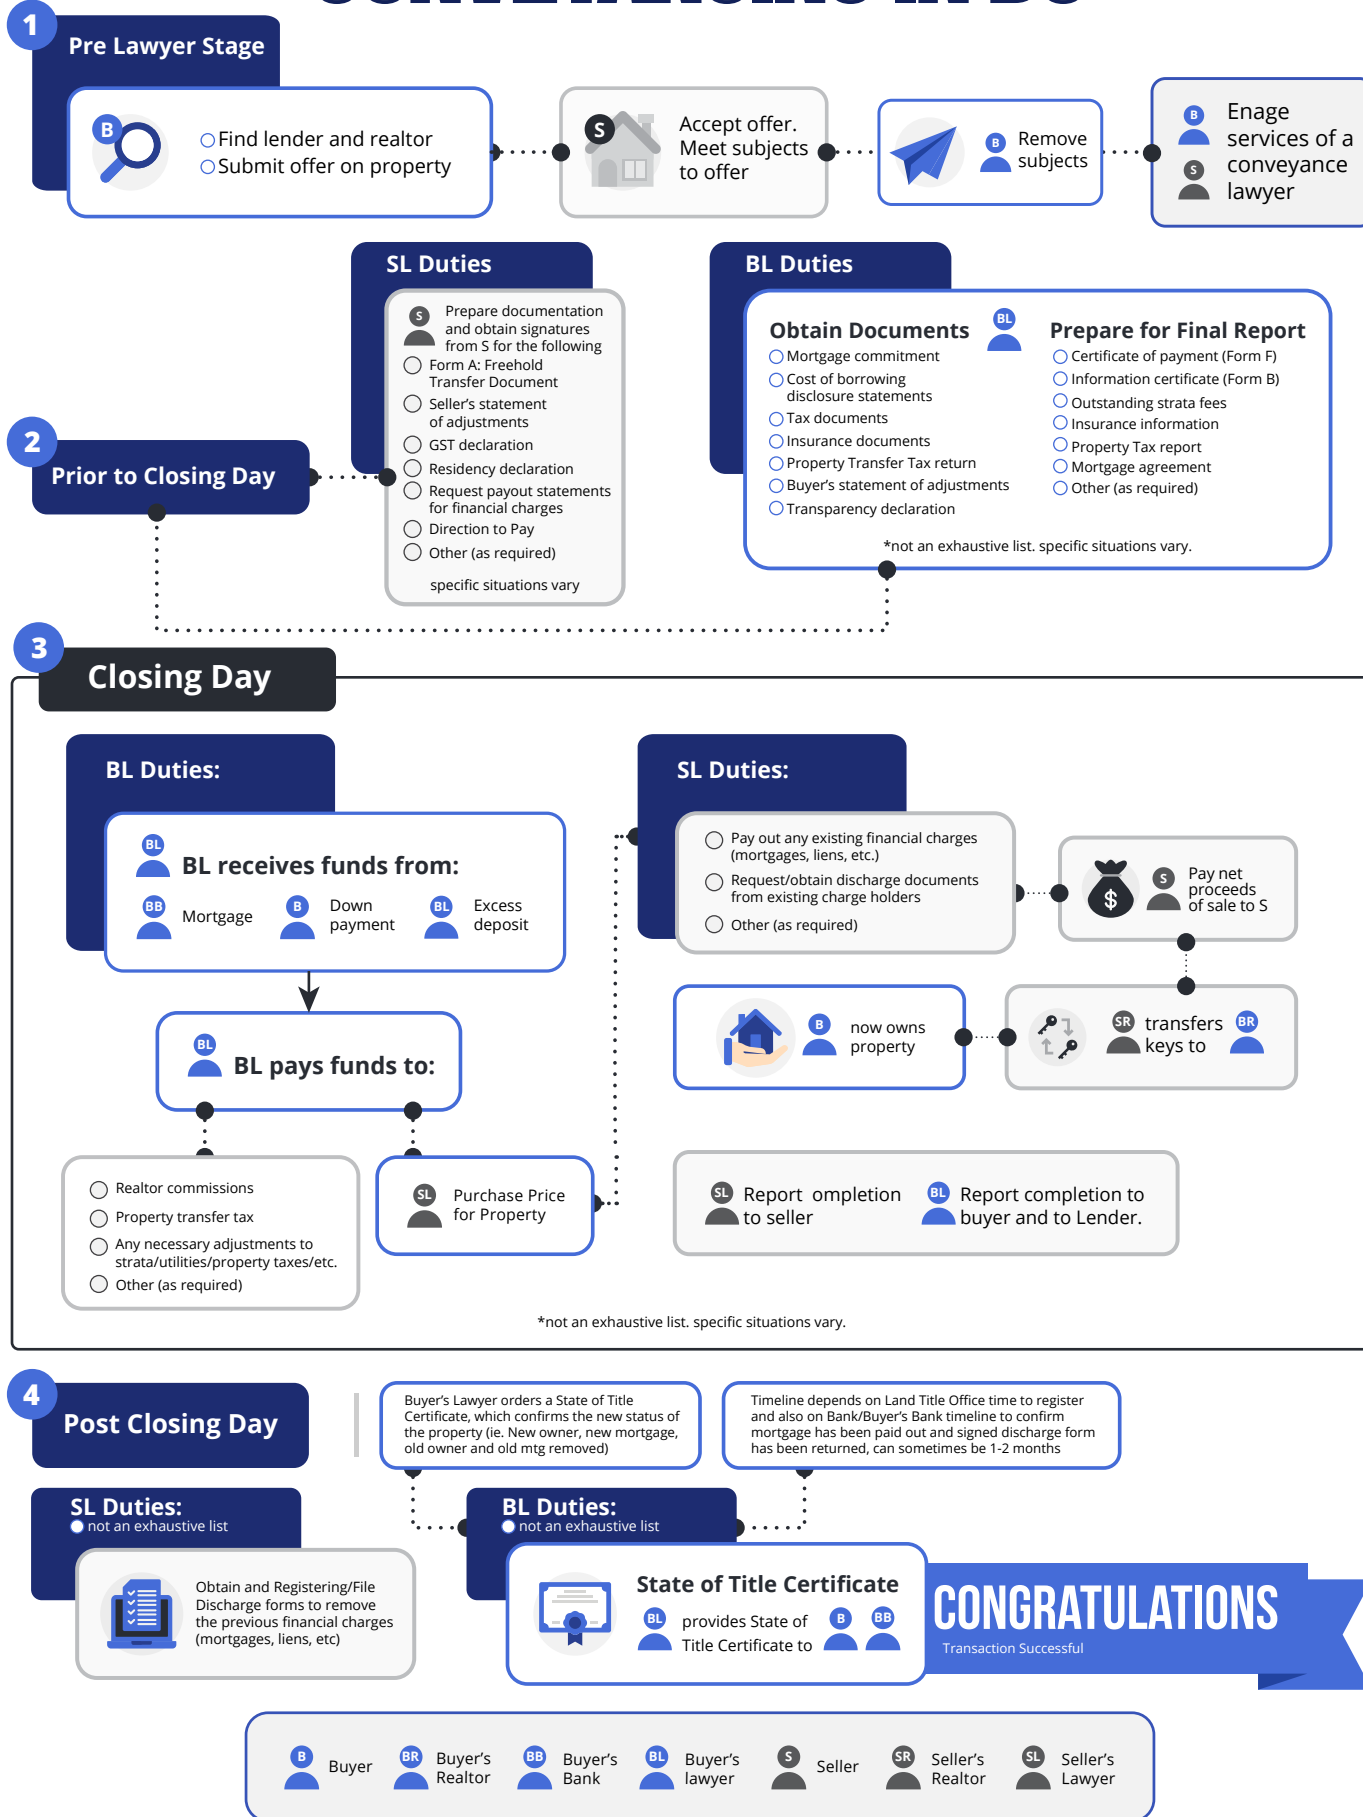 1
Pre Lawyer Stage
B
Find lender and realtor
Submit offer on property
S
Accept offer.
Meet subjects
to offer
B
Remove
subjects
B
S
Enage
services of a
conveyance
lawyer
2
Prior to Closing Day
SL Duties
S
Prepare documentation
and obtain signatures
from S for the following
Form A: Freehold
Transfer Document
Seller's statement
of adjustments
GST declaration
Residency declaration
Request payout statements
for financial charges
Direction to Pay
Other (as required)
specific situations vary
BL Duties
Obtain Documents
BL
Mortgage commitment
Cost of borrowing
disclosure statements
Tax documents
Insurance documents
Property Transfer Tax return
Buyer's statement of adjustments
Transparency declaration
Prepare for Final Report
Certificate of payment (Form F)
Information certificate (Form B)
Outstanding strata fees
Insurance information
Property Tax report
Mortgage agreement
Other (as required)
*not an exhaustive list. specific situations vary.
3
Closing Day
BL Duties:
BL
BL receives funds from:
BB
Mortgage
B
Down
payment
BL
Excess
deposit
BL
BL pays funds to:
Realtor commissions
Property transfer tax
Any necessary adjustments to
strata/utilities/property taxes/etc.
Other (as required)
SL
Purchase Price
for Property
SL Duties:
Pay out any existing financial charges
(mortgages, liens, etc.)
Request/obtain discharge documents
from existing charge holders
Other (as required)
$
S
Pay net
proceeds
of sale to S
SR
transfers
keys to
BR
B
now owns
property
SL
Report ompletion
to seller
BL
Report completion to
buyer and to Lender.
*not an exhaustive list. specific situations vary.
4
Post Closing Day
Buyer's Lawyer orders a State of Title
Certificate, which confirms the new status of
the property (ie. New owner, new mortgage,
old owner and old mtg removed)
Timeline depends on Land Title Office time to register
and also on Bank/Buyer's Bank timeline to confirm
mortgage has been paid out and signed discharge form
has been returned, can sometimes be 1-2 months
SL Duties:
not an exhaustive list
Obtain and Registering/File
Discharge forms to remove
the previous financial charges
(mortgages, liens, etc)
BL Duties:
not an exhaustive list
State of Title Certificate
BL
provides State of
Title Certificate to
B
BB
CONGRATULATIONS
Transaction Successful
B
Buyer
BR
Buyer's
Realtor
BB
Buyer's
Bank
BL
Buyer's
lawyer
S
Seller
SR
Seller's
Realtor
SL
Seller's
Lawyer